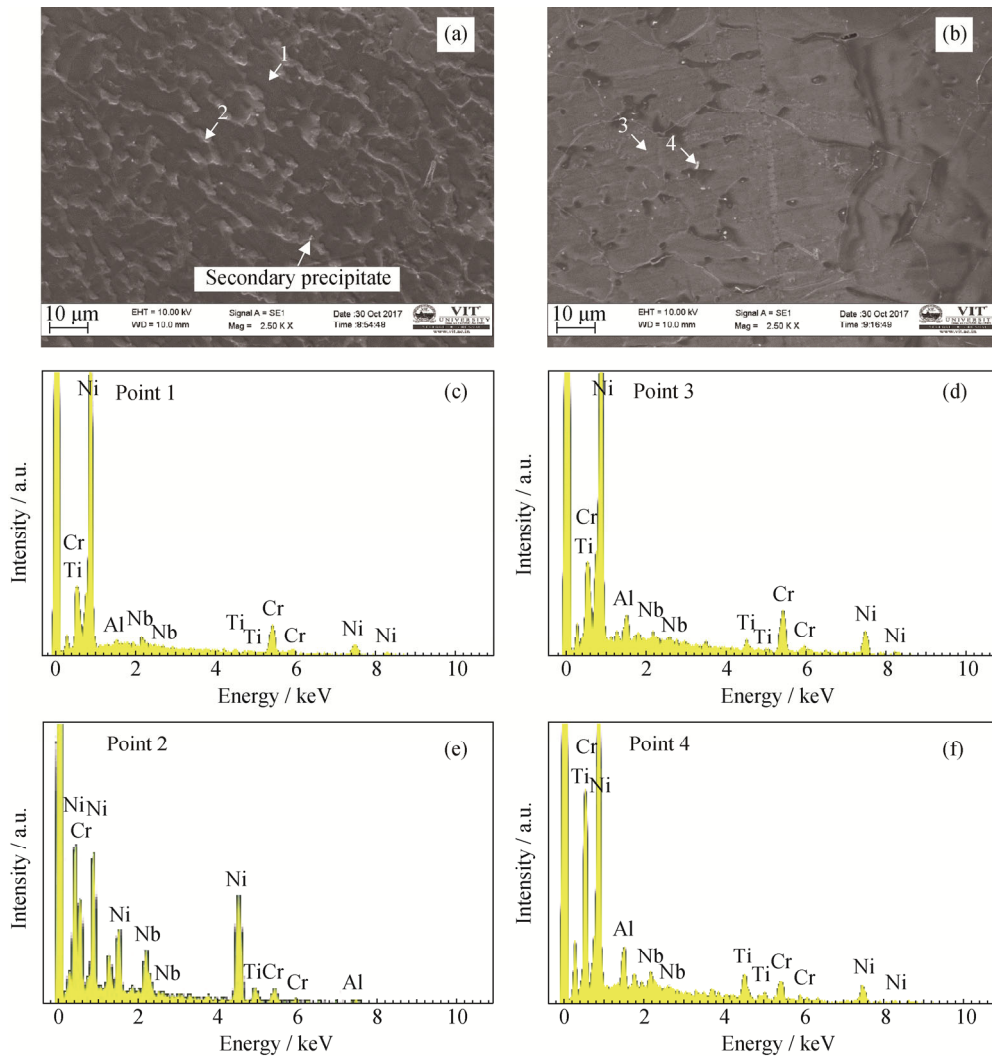 (a)
1
2
Secondary precipitate
10 μm
EHT = 10.00 kV
WD = 10.0 mm
Signal A = SE1
Mag = 2.50 K X
Date :30 Oct 2017
Time :8:54:48
VIT
UNIVERSITY
(b)
3
4
10 μm
EHT = 10.00 kV
WD = 10.0 mm
Signal A = SE1
Mag = 2.50 K X
Date :30 Oct 2017
Time :9:16:49
VIT
UNIVERSITY
Ni Point 1 (c)
Cr
Ti
Al Nb Nb Ti Ti Cr Cr Ni Ni
0 2 4 6 8 10
Energy / keV
Intensity / a.u.
Ni Point 3 (d)
Cr
Ti
Al Nb Nb Ti Ti Cr Cr Ni Ni
0 2 4 6 8 10
Energy / keV
Intensity / a.u.
Point 2 (e)
Ni Ni
Cr
Ni Nb Nb Ni Ti Cr Cr Al
0 2 4 6 8 10
Energy / keV
Intensity / a.u.
Point 4 (f)
Cr
Ti Ni
Al Nb Nb Ti Ti Cr Cr Ni Ni
0 2 4 6 8 10
Energy / keV
Intensity / a.u.